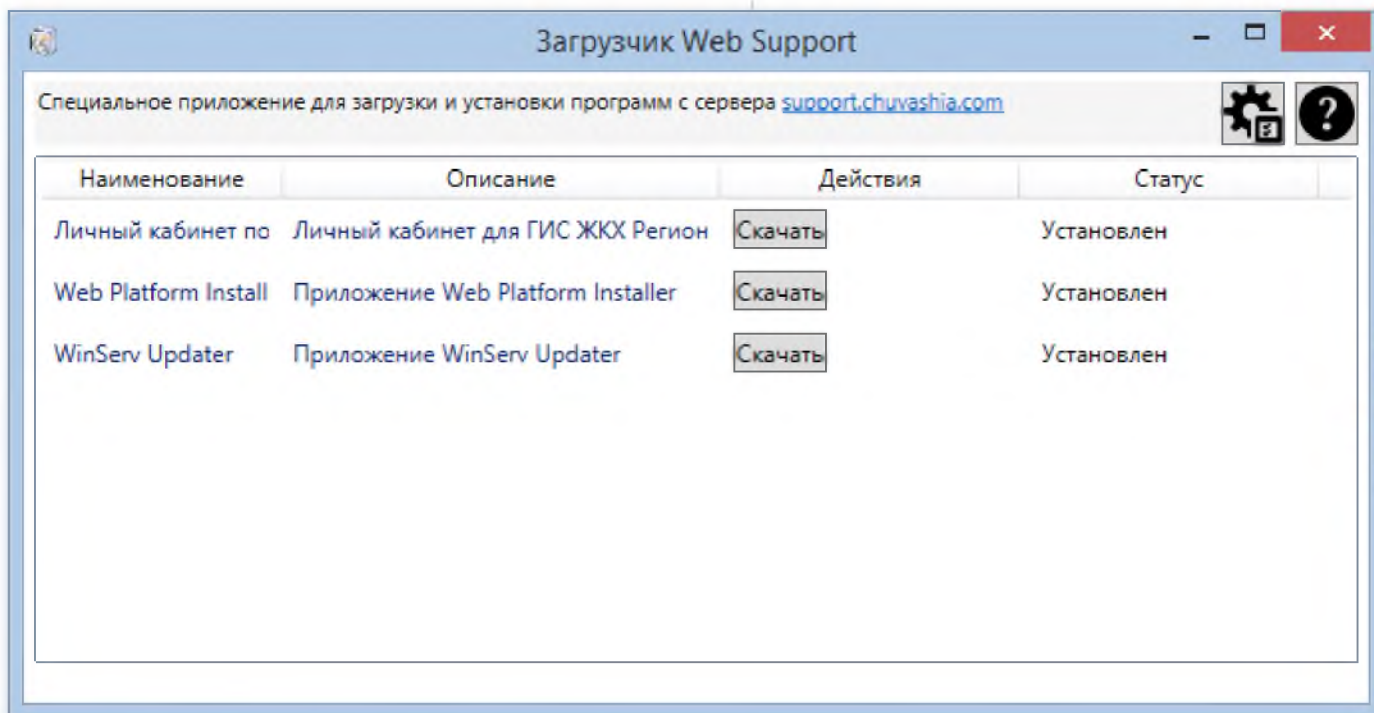 Загрузчик Web Support
Специальное приложение для загрузки и установки программ с сервера support.chuvashia.com
Наименование Описание Действия Статус
Личный кабинет по Личный кабинет для ГИС ЖКХ Регион Скачать Установлен
Web Platform Install Приложение Web Platform Installer Скачать Установлен
WinServ Updater Приложение WinServ Updater Скачать Установлен